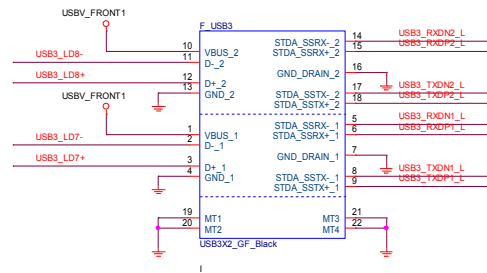 USBV_FRONT1
F_USB3
10 VBUS_2
USB3_LD8- 11 D-_2
USB3_LD8+ 12 D+_2
13 GND_2
STDA_SSRX-_2 14 USB3_RXDN2_L
STDA_SSRX+_2 15 USB3_RXDP2_L
GND_DRAIN_2 16
STDA_SSTX-_2 17 USB3_TXDN2_L
STDA_SSTX+_2 18 USB3_TXDP2_L
USBV_FRONT1
1 VBUS_1
USB3_LD7- 2 D-_1
USB3_LD7+ 3 D+_1
4 GND_1
STDA_SSRX-_1 5 USB3_RXDN1_L
STDA_SSRX+_1 6 USB3_RXDP1_L
GND_DRAIN_1 7
STDA_SSTX-_1 8 USB3_TXDN1_L
STDA_SSTX+_1 9 USB3_TXDP1_L
19 MT1 MT3 21
20 MT2 MT4 22
USB3X2_GF_Black